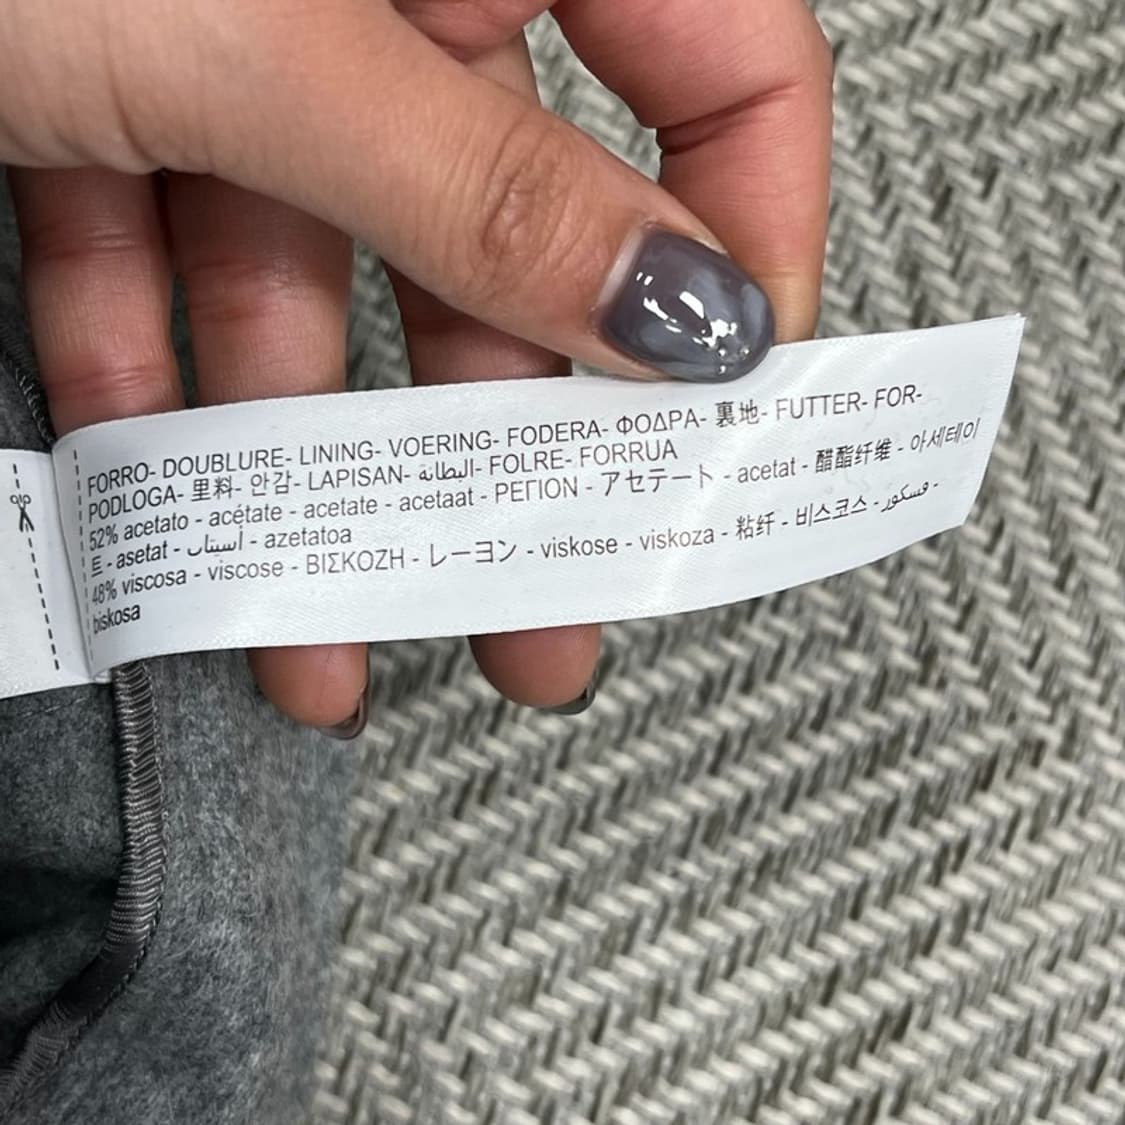 FORRO- DOUBLURE- LINING- VOERING- FODERA- ΦΟΔΡΑ- 裏地- FUTTER- FOR-
PODLOGA- 里料- 안감- LAPISAN- البطانة- FOLRE- FORRUA
52% acetato - acétate - acetate - acetaat - ΡΕΓΙΟΝ - アセテート - acetat - 醋酯纤维 - 아세테이
트 - asetat - أسيتات - azetatoa
48% viscosa - viscose - ΒΙΣΚΟΖΗ - レーヨン - viskose - viskoza - 粘纤 - 비스코스 - فسكور -
biskosa